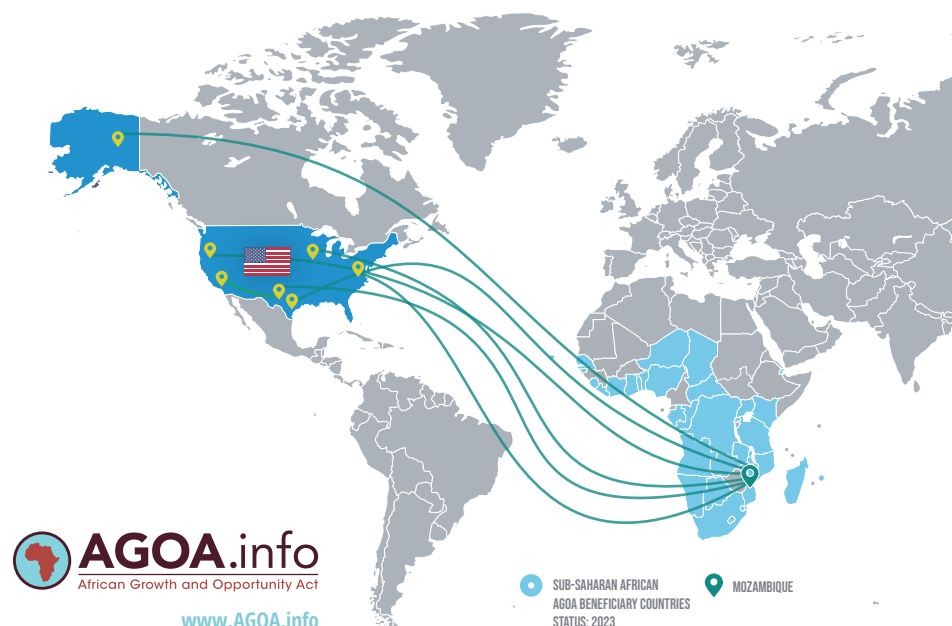 AGOA.info
African Growth and Opportunity Act
www.AGOA.info
SUB-SAHARAN AFRICAN
AGOA BENEFICIARY COUNTRIES
STATUS: 2023
MOZAMBIQUE